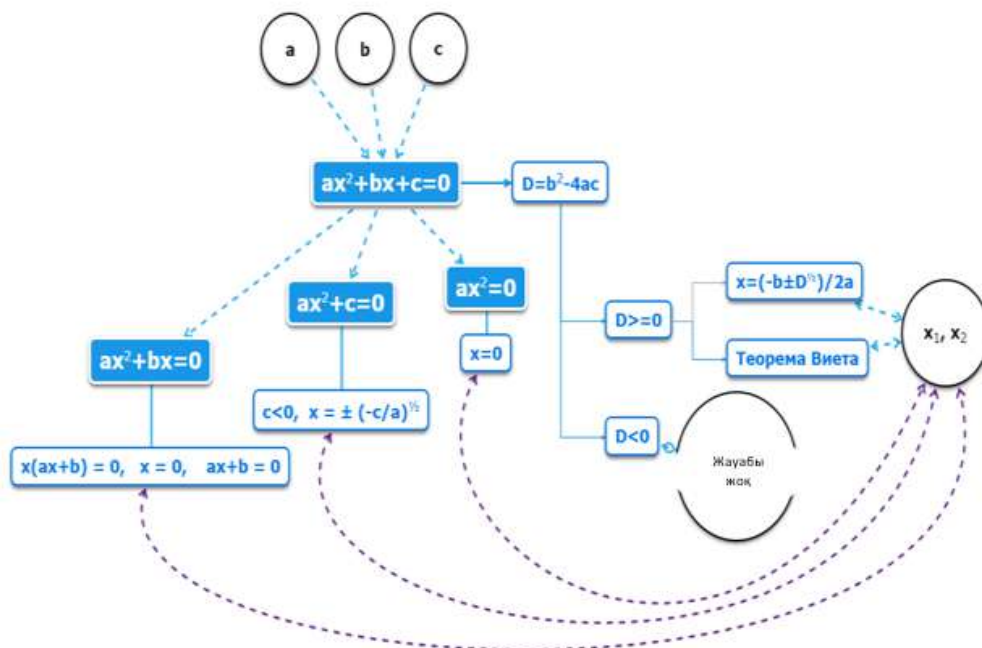 a
b
c
ax²+bx+c=0
D=b²-4ac
ax²+bx=0
ax²+c=0
ax²=0
x(ax+b) = 0, x = 0, ax+b = 0
c<0, x = ± (-c/a)^½
x=0
D>=0
D<0
x=(-b±D^½)/2a
Теорема Виета
x₁, x₂
Жауабы
жоқ